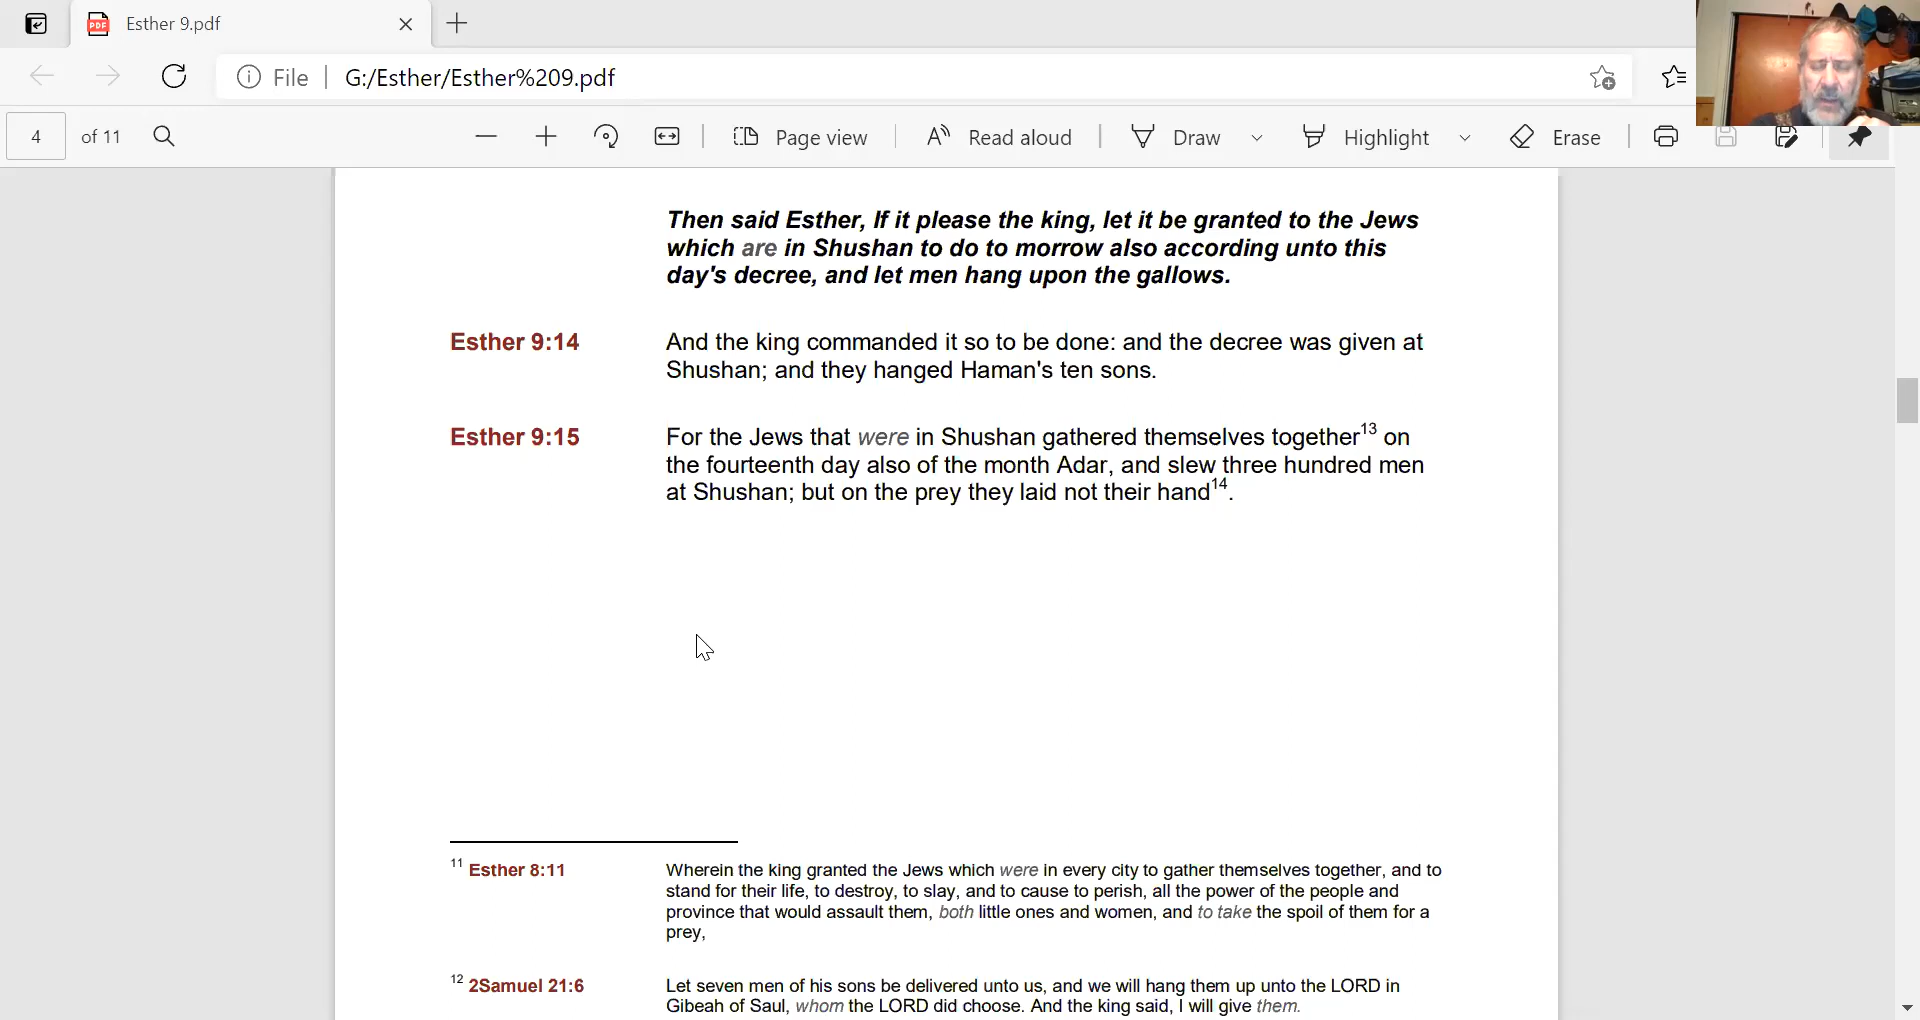 Esther 9.pdf
File | G:/Esther/Esther%209.pdf
4 of 11 Page view Read aloud Draw Highlight Erase
Then said Esther, If it please the king, let it be granted to the Jews
which are in Shushan to do to morrow also according unto this
day's decree, and let men hang upon the gallows.
Esther 9:14 And the king commanded it so to be done: and the decree was given at
Shushan; and they hanged Haman's ten sons.
Esther 9:15 For the Jews that were in Shushan gathered themselves together13 on
the fourteenth day also of the month Adar, and slew three hundred men
at Shushan; but on the prey they laid not their hand14.
11 Esther 8:11 Wherein the king granted the Jews which were in every city to gather themselves together, and to
stand for their life, to destroy, to slay, and to cause to perish, all the power of the people and
province that would assault them, both little ones and women, and to take the spoil of them for a
prey,
12 2Samuel 21:6 Let seven men of his sons be delivered unto us, and we will hang them up unto the LORD in
Gibeah of Saul, whom the LORD did choose. And the king said, I will give them.